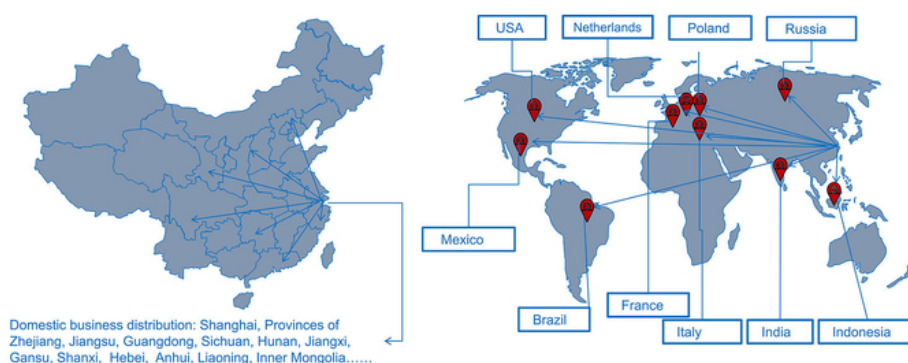 USA
Netherlands
Poland
Russia
Mexico
Brazil
France
Italy
India
Indonesia
Domestic business distribution: Shanghai, Provinces of
Zhejiang, Jiangsu, Guangdong, Sichuan, Hunan, Jiangxi,
Gansu, Shanxi, Hebei, Anhui, Liaoning, Inner Mongolia……